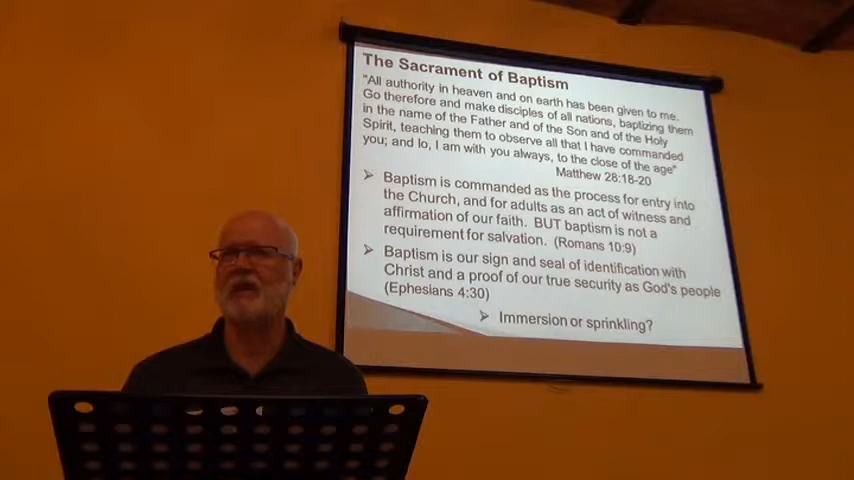 The Sacrament of Baptism
"All authority in heaven and on earth has been given to me.
Go therefore and make disciples of all nations, baptizing them
in the name of the Father and of the Son and of the Holy
Spirit, teaching them to observe all that I have commanded
you; and lo, I am with you always, to the close of the age"
Matthew 28:18-20
➢ Baptism is commanded as the process for entry into
the Church, and for adults as an act of witness and
affirmation of our faith. BUT baptism is not a
requirement for salvation. (Romans 10:9)
➢ Baptism is our sign and seal of identification with
Christ and a proof of our true security as God's people
(Ephesians 4:30)
➢ Immersion or sprinkling?